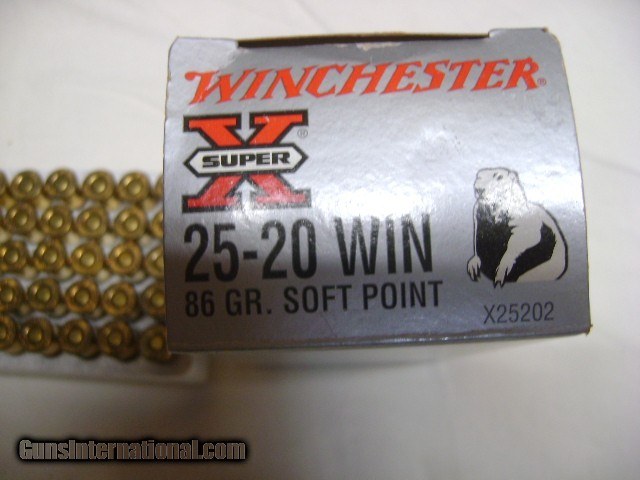 WINCHESTER®
X®
SUPER
25-20 WIN
86 GR. SOFT POINT
X25202
GunsInternational.com